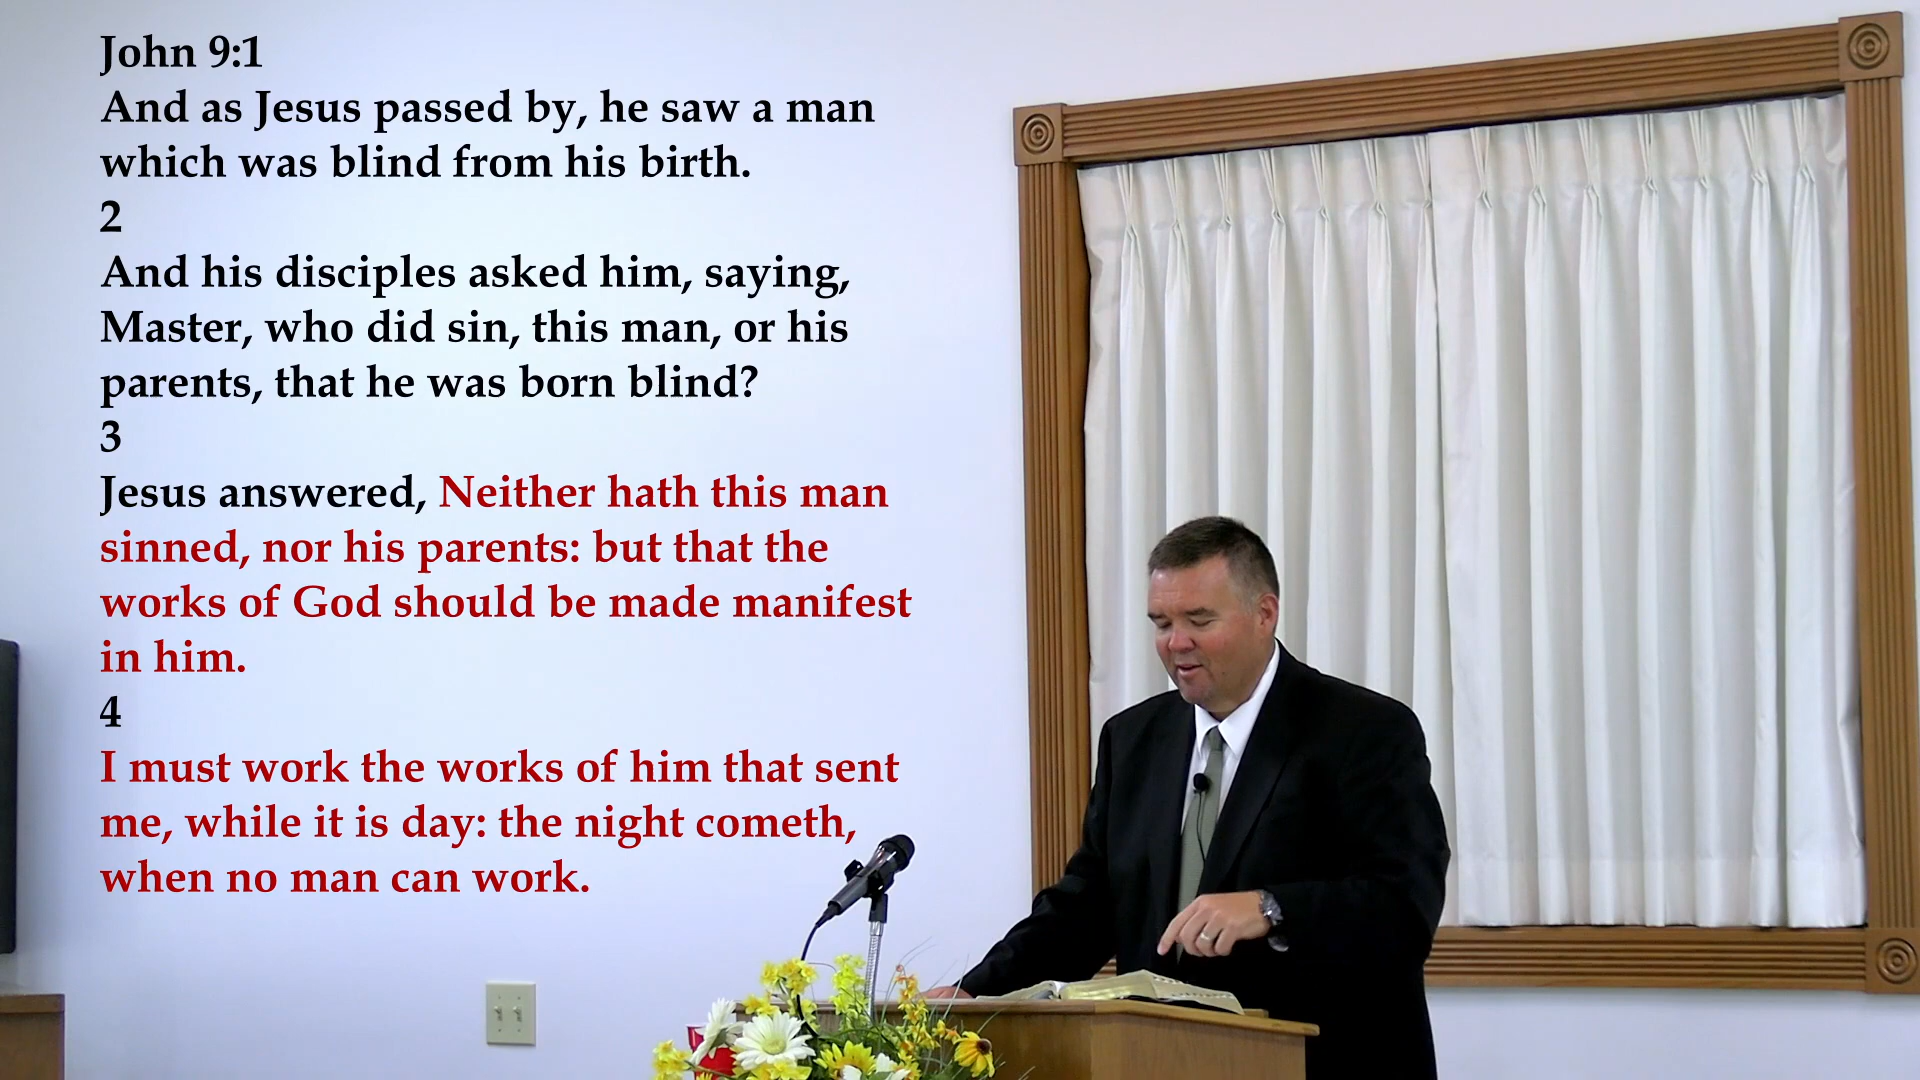 John 9:1
And as Jesus passed by, he saw a man
which was blind from his birth.
2
And his disciples asked him, saying,
Master, who did sin, this man, or his
parents, that he was born blind?
3
Jesus answered, Neither hath this man
sinned, nor his parents: but that the
works of God should be made manifest
in him.
4
I must work the works of him that sent
me, while it is day: the night cometh,
when no man can work.